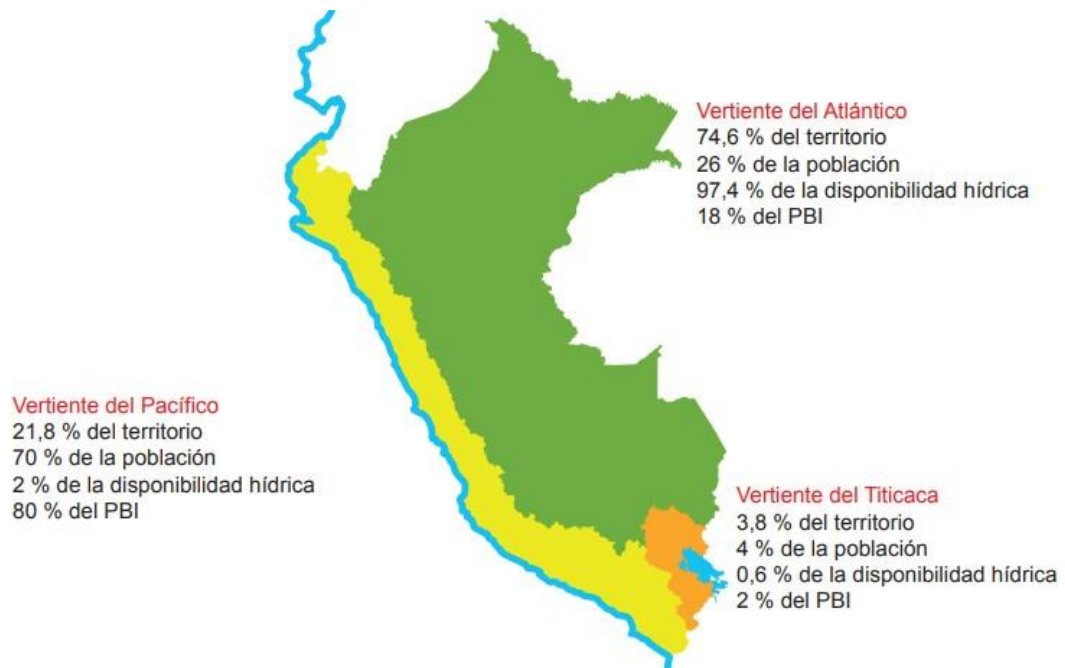 Vertiente del Atlántico
74,6 % del territorio
26 % de la población
97,4 % de la disponibilidad hídrica
18 % del PBI
Vertiente del Pacífico
21,8 % del territorio
70 % de la población
2 % de la disponibilidad hídrica
80 % del PBI
Vertiente del Titicaca
3,8 % del territorio
4 % de la población
0,6 % de la disponibilidad hídrica
2 % del PBI